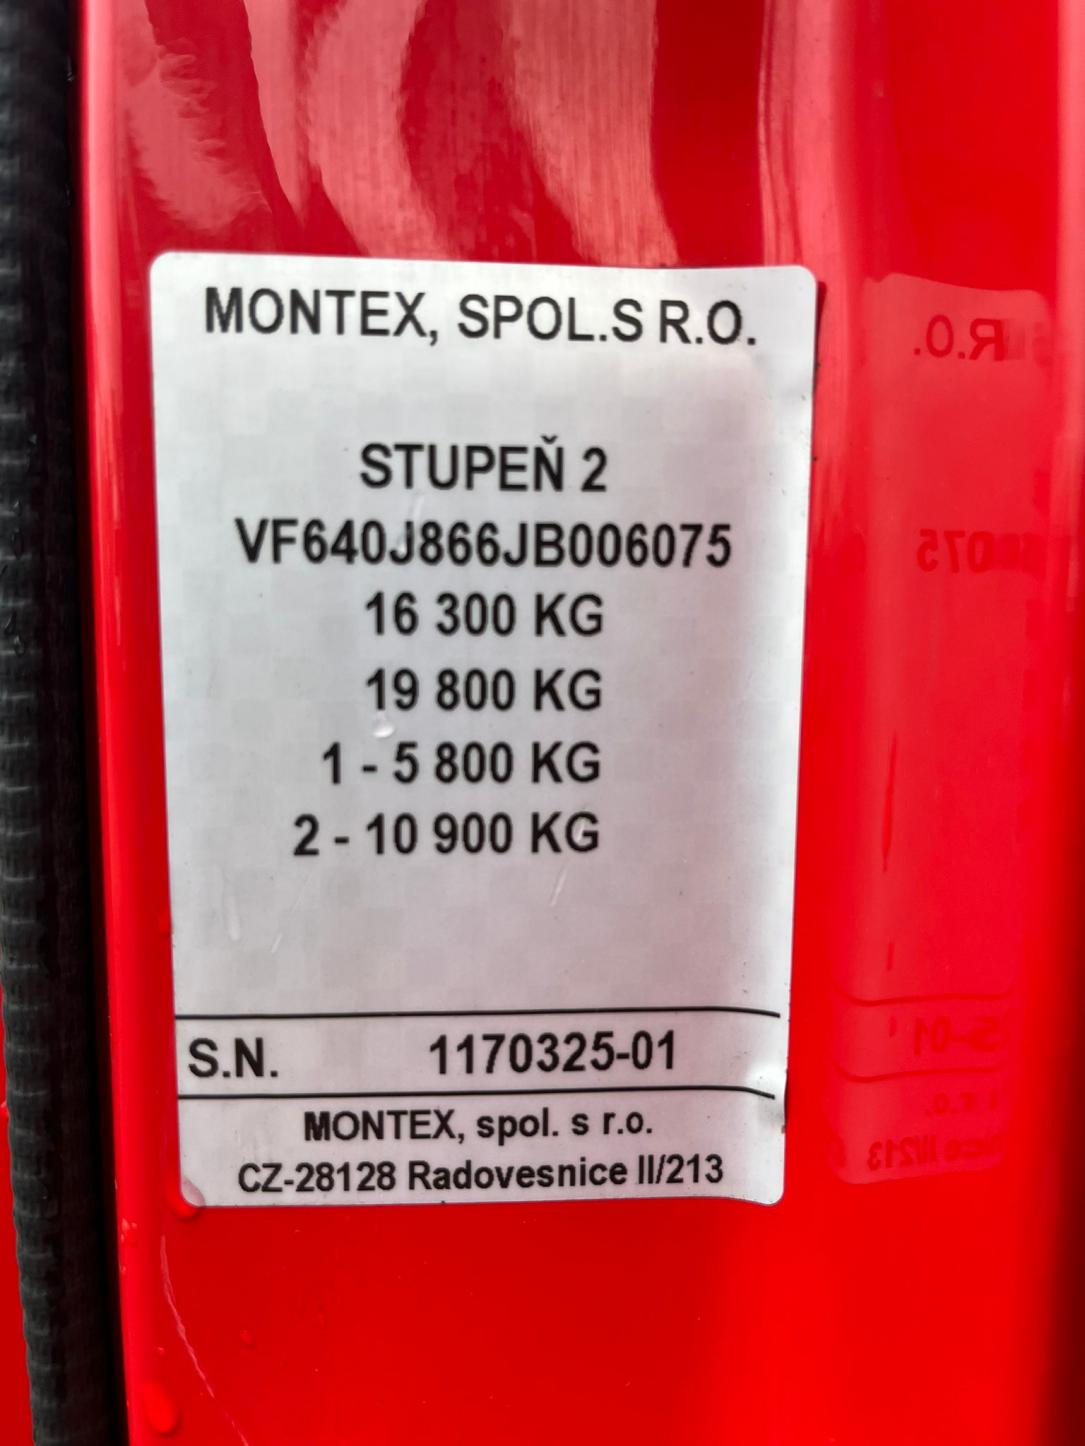 MONTEX, SPOL.S R.O.
STUPEŇ 2
VF640J866JB006075
16 300 KG
19 800 KG
1 - 5 800 KG
2 - 10 900 KG
S.N. 1170325-01
MONTEX, spol. s r.o.
CZ-28128 Radovesnice II/213